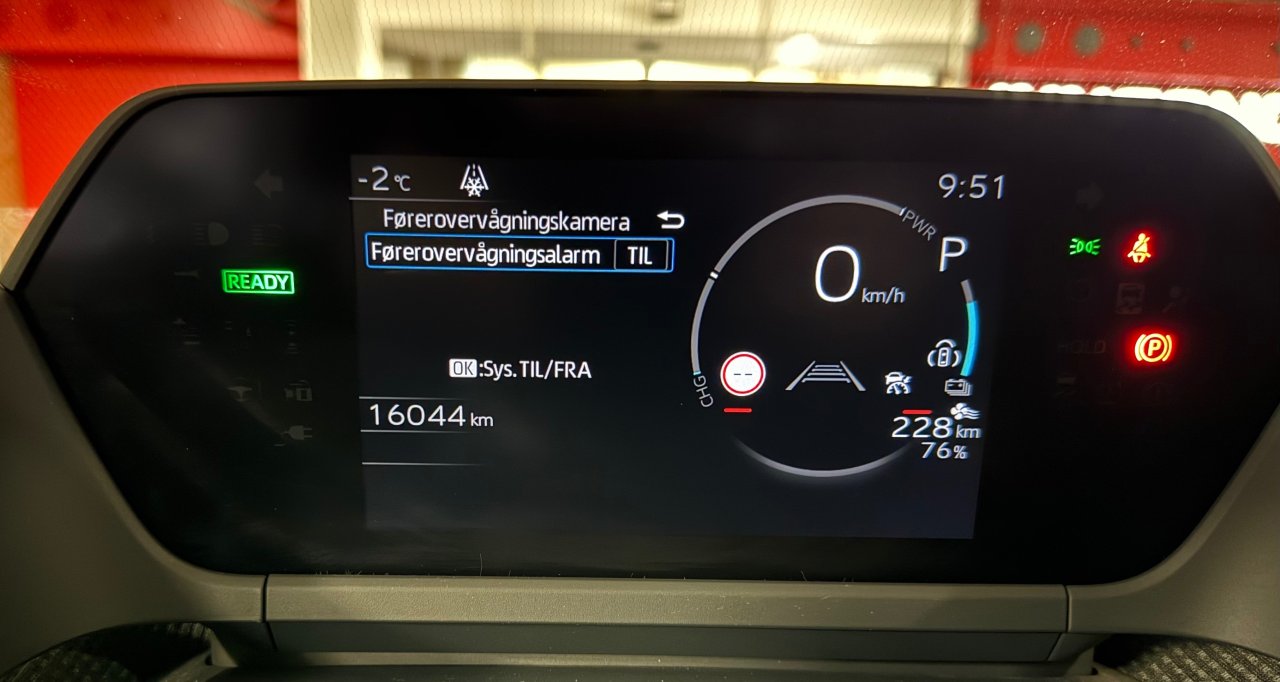 -2°C
9:51
Førerovervågningskamera
Førerovervågningsalarm TIL
PWR
P
READY
0 km/h
OK:Sys.TIL/FRA
--
CHG
P
HOLD
16044 km
228 km
76%